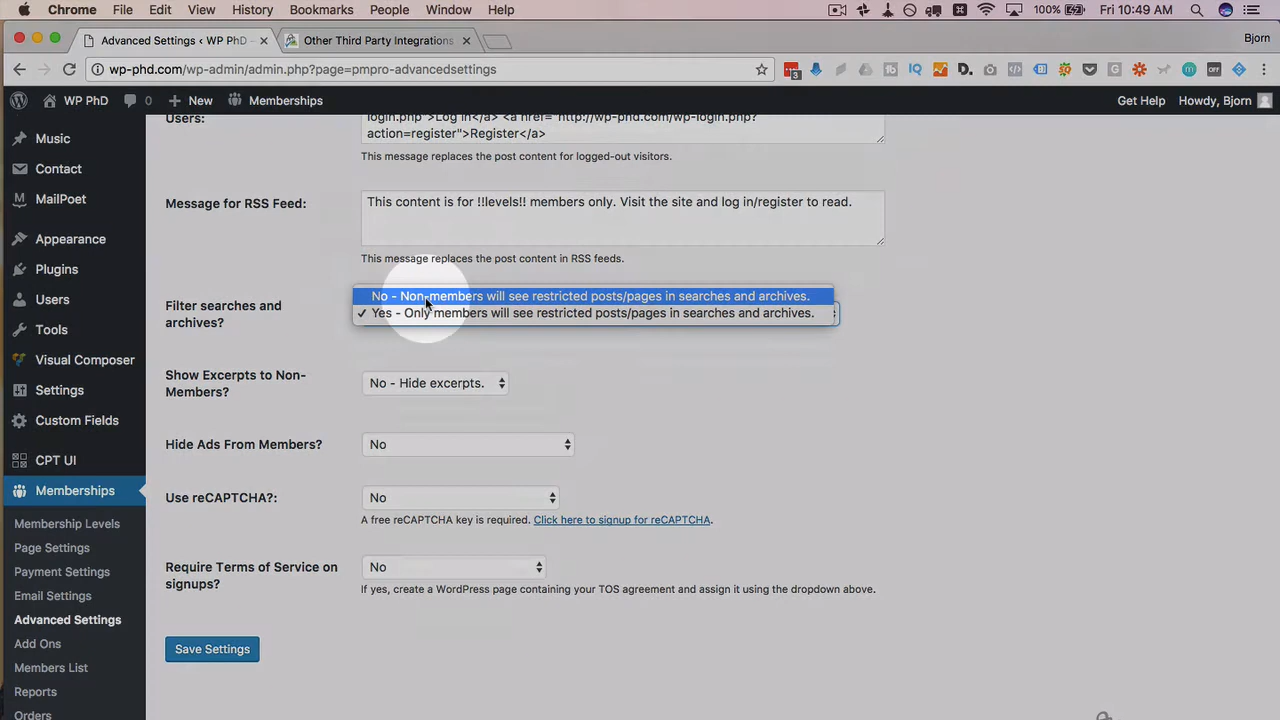 Chrome File Edit View History Bookmarks People Window Help 100% Fri 10:49 AM
Advanced Settings ‹ WP PhD – × Other Third Party Integrations ×
Bjorn
wp-phd.com/wp-admin/admin.php?page=pmpro-advancedsettings
WP PhD 0 + New Memberships Get Help Howdy, Bjorn
Music
Contact
MailPoet
Appearance
Plugins
Users
Tools
Visual Composer
Settings
Custom Fields
CPT UI
Memberships
Membership Levels
Page Settings
Payment Settings
Email Settings
Advanced Settings
Add Ons
Members List
Reports
Orders
Users:
login.php">Log in</a> <a href="http://wp-phd.com/wp-login.php?
action=register">Register</a>
This message replaces the post content for logged-out visitors.
Message for RSS Feed:
This content is for !!levels!! members only. Visit the site and log in/register to read.
This message replaces the post content in RSS feeds.
Filter searches and
archives?
No - Non-members will see restricted posts/pages in searches and archives.
✓ Yes - Only members will see restricted posts/pages in searches and archives.
Show Excerpts to Non-
Members?
No - Hide excerpts.
Hide Ads From Members?
No
Use reCAPTCHA?:
No
A free reCAPTCHA key is required. Click here to signup for reCAPTCHA.
Require Terms of Service on
signups?
No
If yes, create a WordPress page containing your TOS agreement and assign it using the dropdown above.
Save Settings